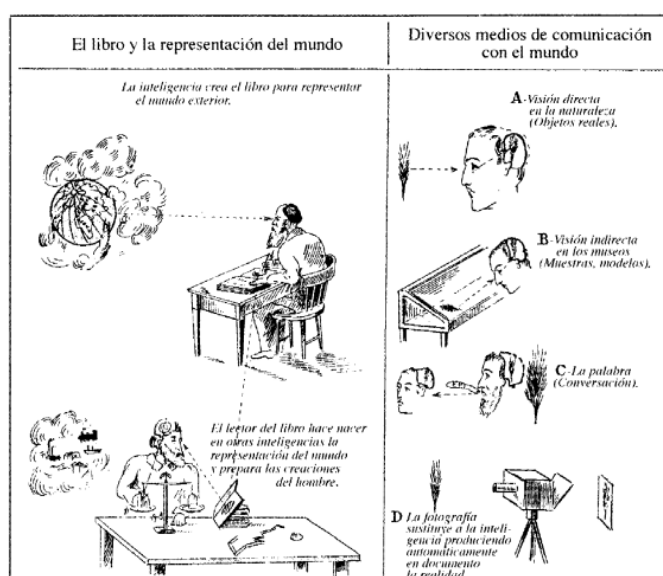 El libro y la representación del mundo
La inteligencia crea el libro para representar
el mundo exterior.
El lector del libro hace nacer
en otras inteligencias la
representación del mundo
y prepara las creaciones
del hombre.
Diversos medios de comunicación
con el mundo
A-Visión directa
en la naturaleza
(Objetos reales).
B-Visión indirecta
en los museos
(Muestras, modelos).
C-La palabra
(Conversación).
D La fotografía
sustituye a la inteli-
gencia produciendo
automáticamente
en documento
la realidad